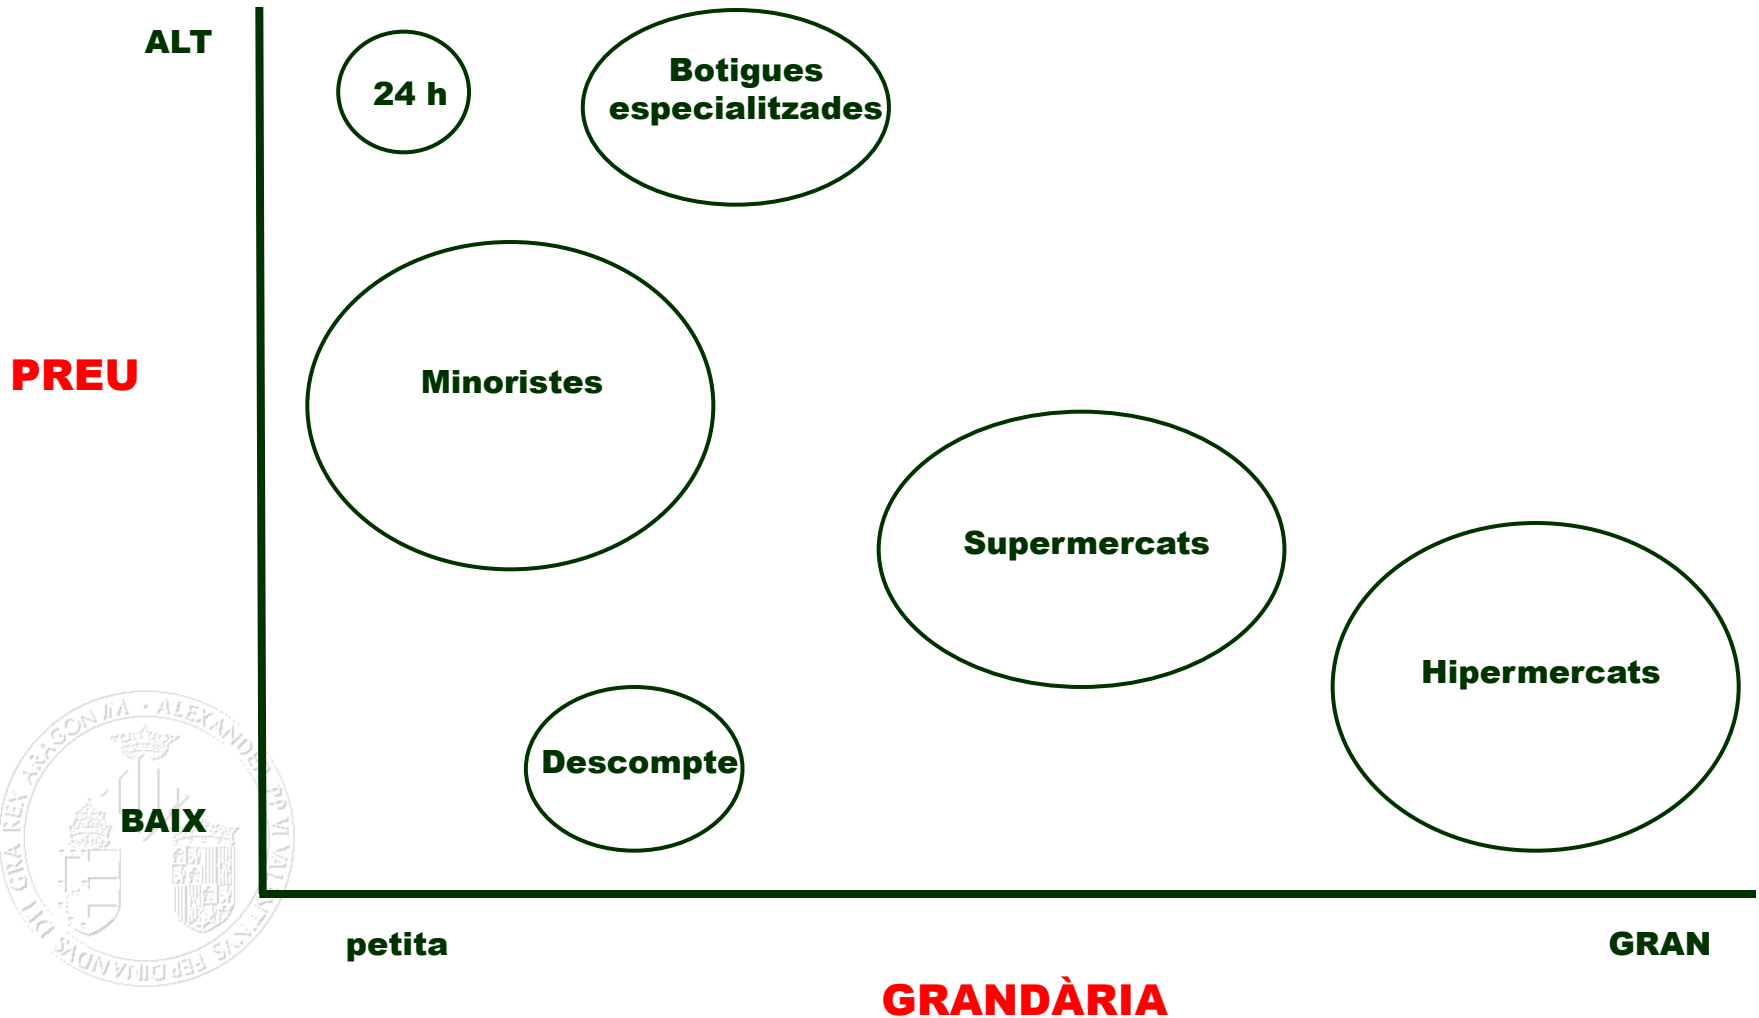 ALT
24 h
Botigues
especialitzades
PREU
Minoristes
Supermercats
Hipermercats
Descompte
BAIX
petita
GRAN
GRANDÀRIA